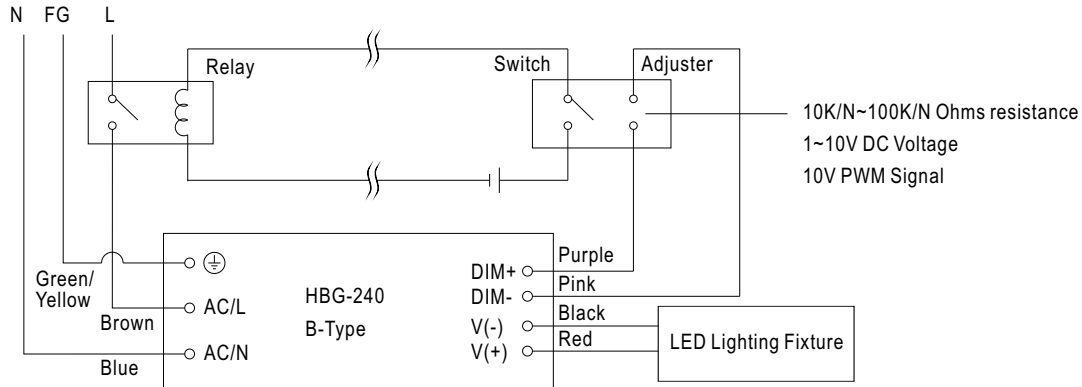 N FG L
Relay
Switch
Adjuster
10K/N~100K/N Ohms resistance
1~10V DC Voltage
10V PWM Signal
Green/
Yellow
Brown
Blue
AC/L
AC/N
HBG-240
B-Type
DIM+
DIM-
V(-)
V(+)
Purple
Pink
Black
Red
LED Lighting Fixture